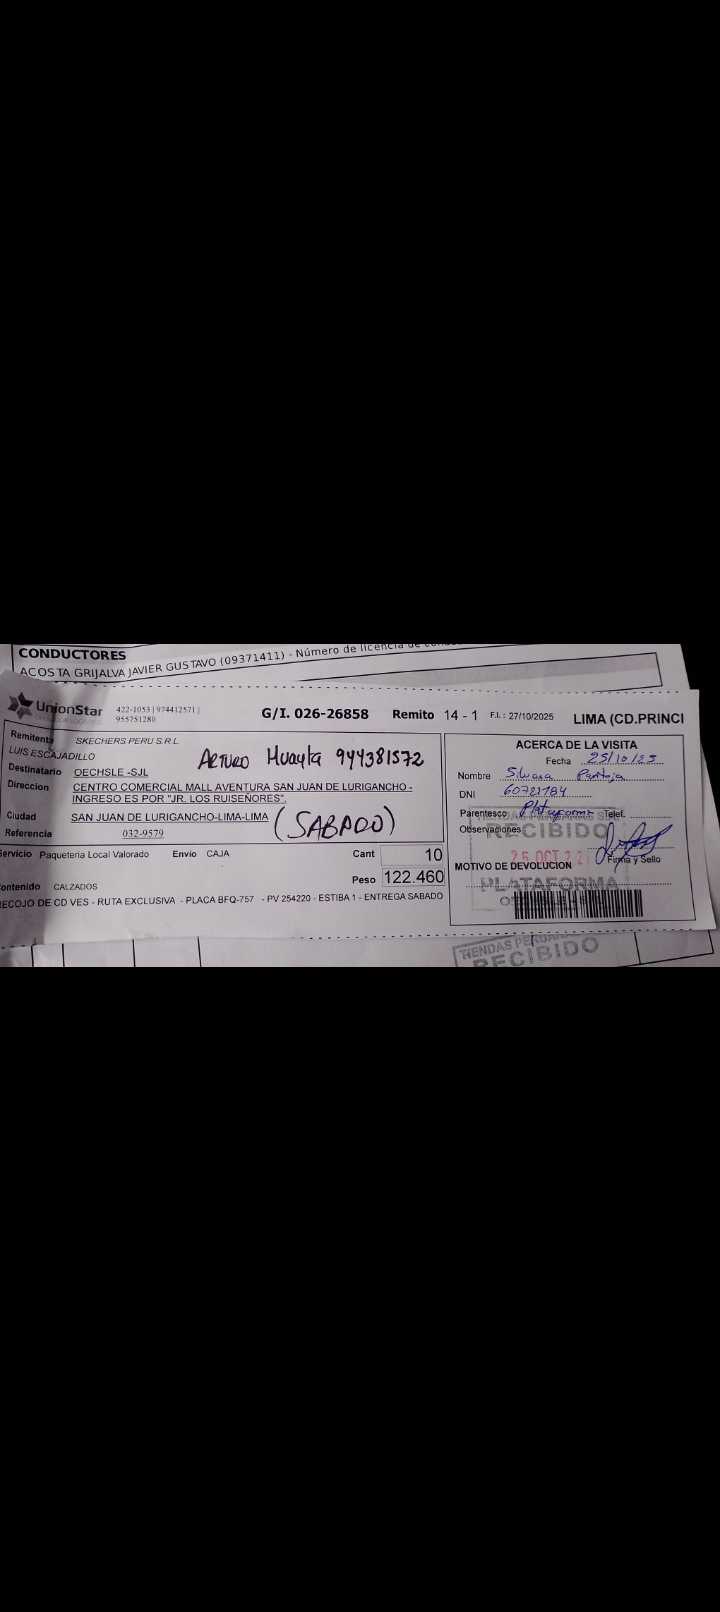 CONDUCTORES
ACOSTA GRIJALVA JAVIER GUSTAVO (09371411) - Número de licencia de
UnionStar
422-1053 | 974412571 |
955751280
G/I. 026-26858 Remito 14 - 1 F.I.: 27/10/2025 LIMA (CD.PRINCI
Remitente SKECHERS PERU S.R.L
LUIS ESCAJADILLO
Arturo Huayta 944381572
Destinatario OECHSLE -SJL
Direccion CENTRO COMERCIAL MALL AVENTURA SAN JUAN DE LURIGANCHO -
INGRESO ES POR "JR. LOS RUISEÑORES".
Ciudad SAN JUAN DE LURIGANCHO-LIMA-LIMA
(SABADO)
Referencia 032-9579
Servicio Paqueteria Local Valorado Envio CAJA Cant 10
Peso 122.460
Contenido CALZADOS
RECOJO DE CD VES - RUTA EXCLUSIVA - PLACA BFQ-757 - PV 254220 - ESTIBA 1 - ENTREGA SABADO
ACERCA DE LA VISITA
Fecha 25/10/25
Nombre Silvana Pantoja
DNI 60721784
Parentesco Plataforma Telef.
Observaciones
TIENDAS PERUANAS
RECIBIDO
25 OCT
Firma y Sello
MOTIVO DE DEVOLUCION
PLATAFORMA
TIENDAS PERUANAS
RECIBIDO